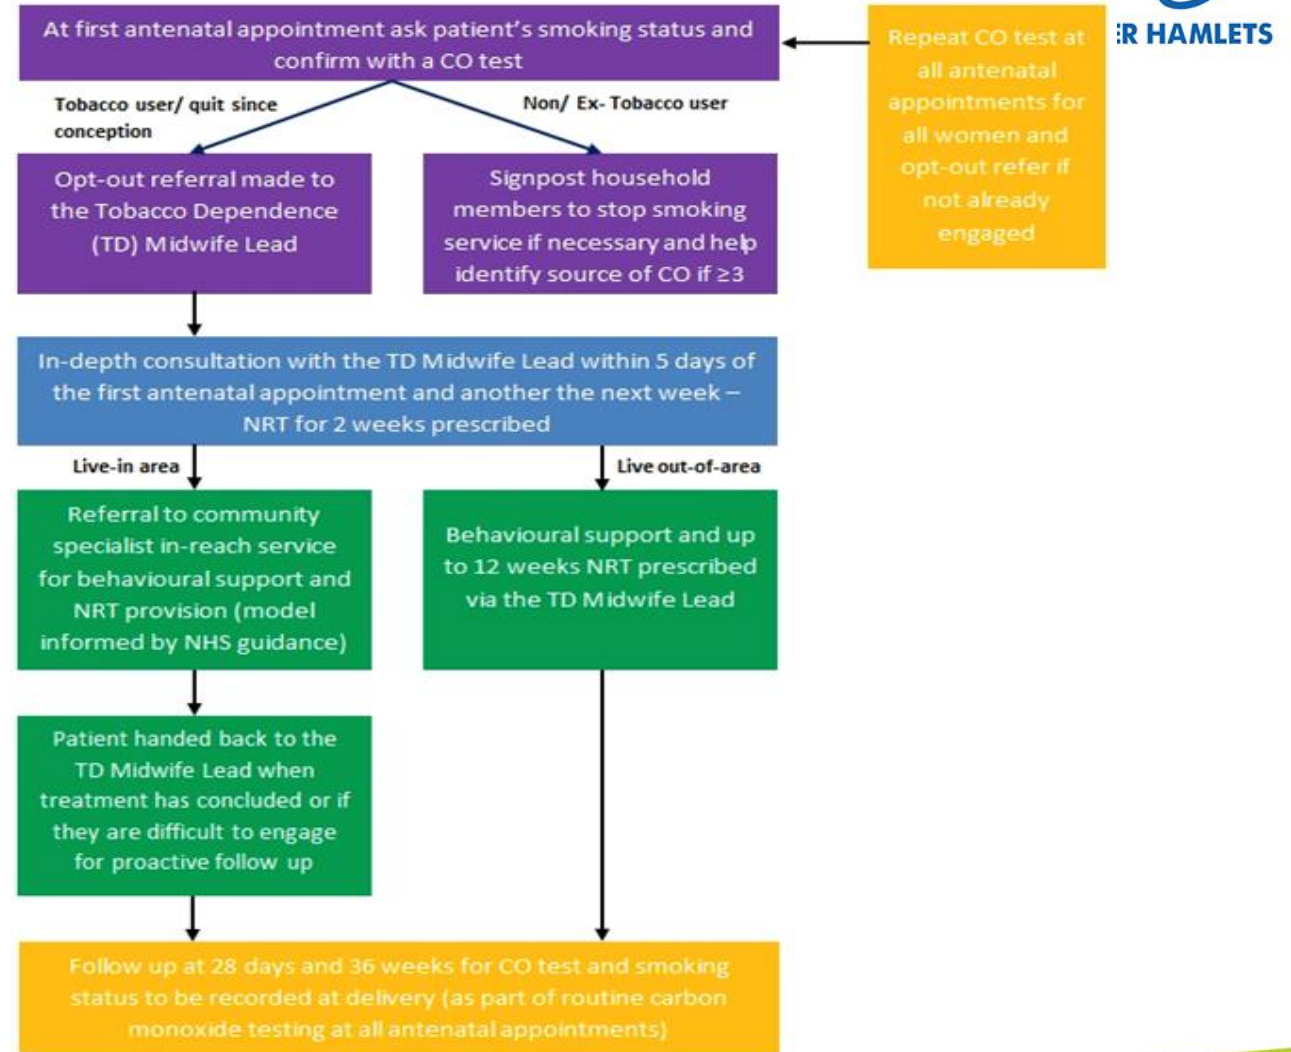 At first antenatal appointment ask patient's smoking status and
confirm with a CO test
Repeat CO test at
all antenatal
appointments for
all women and
opt-out refer if
not already
engaged
ER HAMLETS
Tobacco user/ quit since
conception
Non/ Ex- Tobacco user
Opt-out referral made to
the Tobacco Dependence
(TD) Midwife Lead
Signpost household
members to stop smoking
service if necessary and help
identify source of CO if ≥3
In-depth consultation with the TD Midwife Lead within 5 days of
the first antenatal appointment and another the next week –
NRT for 2 weeks prescribed
Live-in area
Live out-of-area
Referral to community
specialist in-reach service
for behavioural support and
NRT provision (model
informed by NHS guidance)
Behavioural support and up
to 12 weeks NRT prescribed
via the TD Midwife Lead
Patient handed back to the
TD Midwife Lead when
treatment has concluded or if
they are difficult to engage
for proactive follow up
Follow up at 28 days and 36 weeks for CO test and smoking
status to be recorded at delivery (as part of routine carbon
monoxide testing at all antenatal appointments)